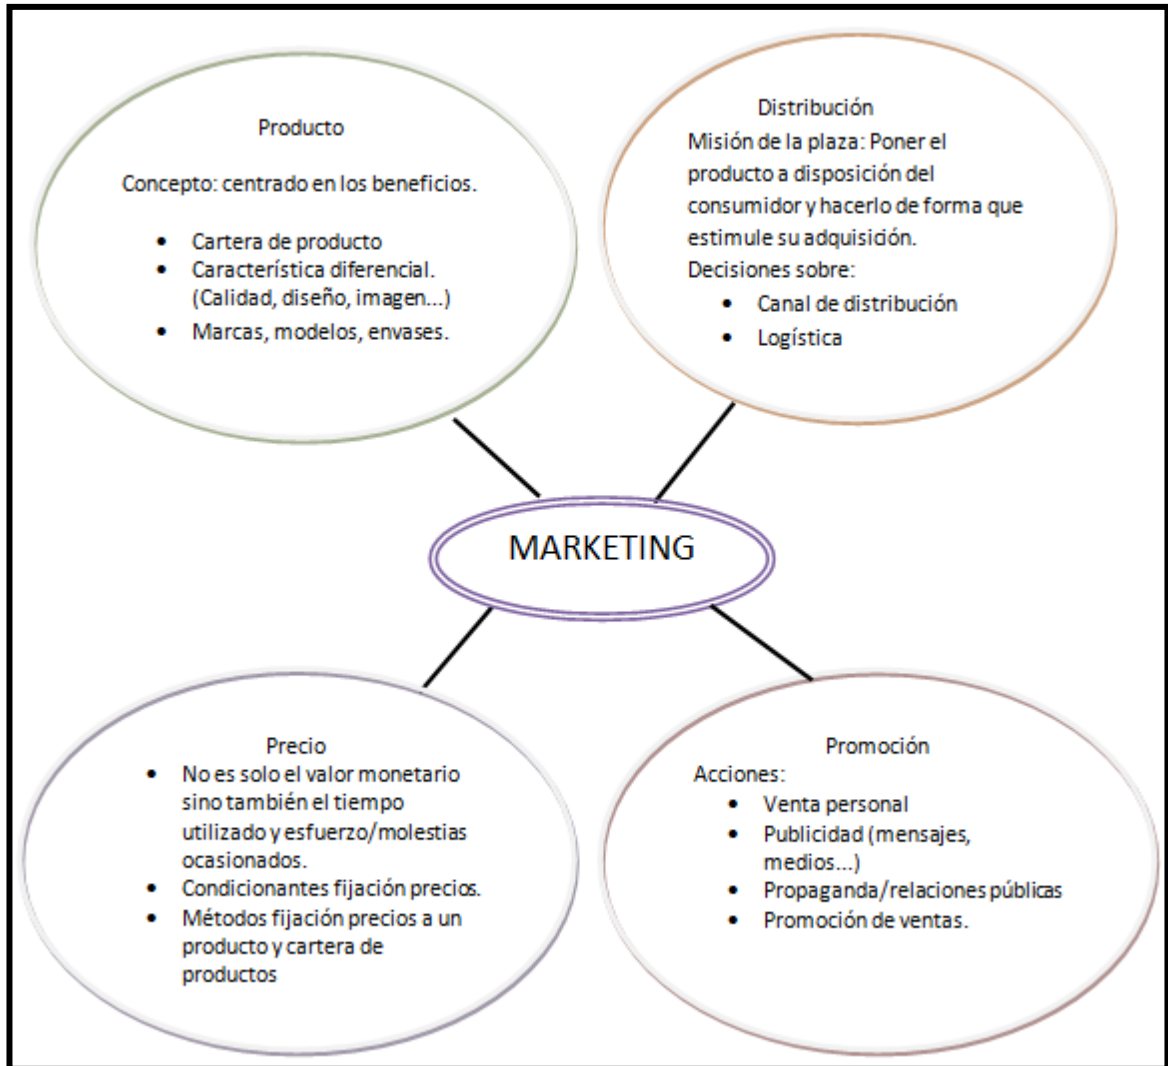 Producto
Concepto: centrado en los beneficios.
• Cartera de producto
• Característica diferencial.
(Calidad, diseño, imagen...)
• Marcas, modelos, envases.
Distribución
Misión de la plaza: Poner el
producto a disposición del
consumidor y hacerlo de forma que
estimule su adquisición.
Decisiones sobre:
• Canal de distribución
• Logística
MARKETING
Precio
• No es solo el valor monetario
sino también el tiempo
utilizado y esfuerzo/molestias
ocasionados.
• Condicionantes fijación precios.
• Métodos fijación precios a un
producto y cartera de
productos
Promoción
Acciones:
• Venta personal
• Publicidad (mensajes,
medios...)
• Propaganda/relaciones públicas
• Promoción de ventas.